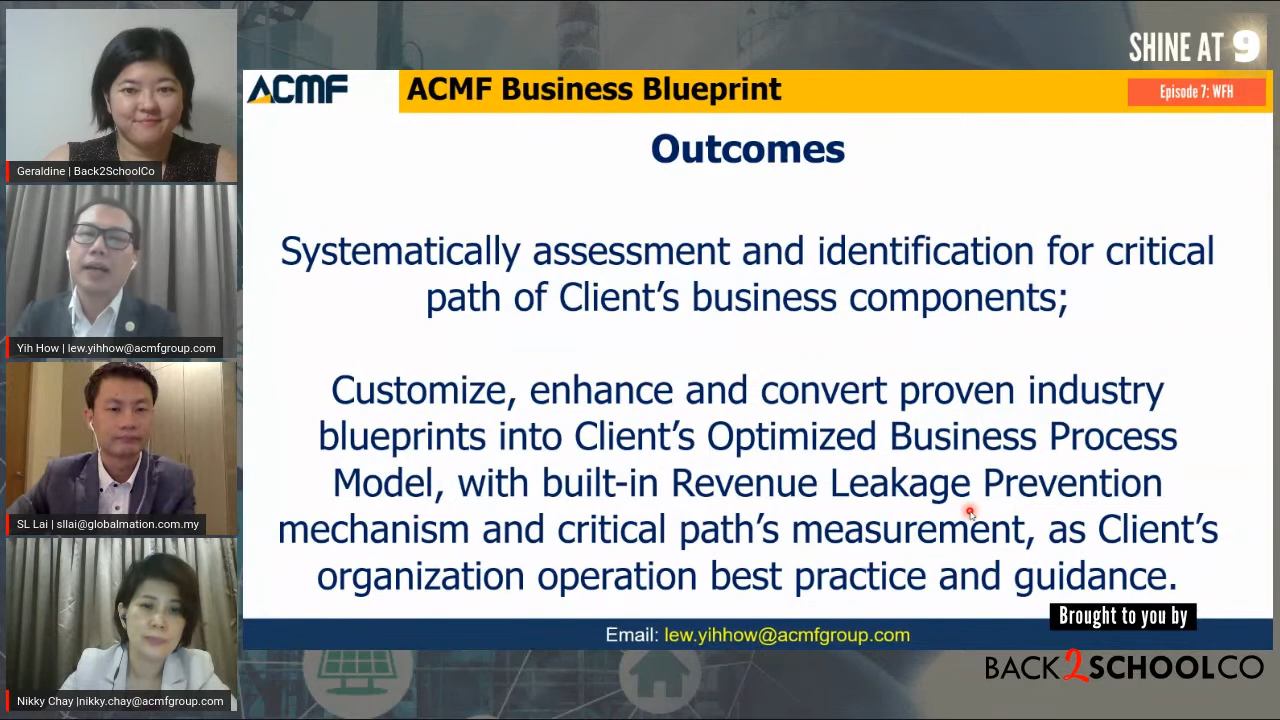 Geraldine | Back2SchoolCo
Yih How | lew.yihhow@acmfgroup.com
SL Lai | sllai@globalmation.com.my
Nikky Chay |nikky.chay@acmfgroup.com
SHINE AT 9
Episode 7: WFH
ACMF
ACMF Business Blueprint
Outcomes
Systematically assessment and identification for critical
path of Client's business components;
Customize, enhance and convert proven industry
blueprints into Client's Optimized Business Process
Model, with built-in Revenue Leakage Prevention
mechanism and critical path's measurement, as Client's
organization operation best practice and guidance.
Email: lew.yihhow@acmfgroup.com
Brought to you by
BACK2SCHOOLCO